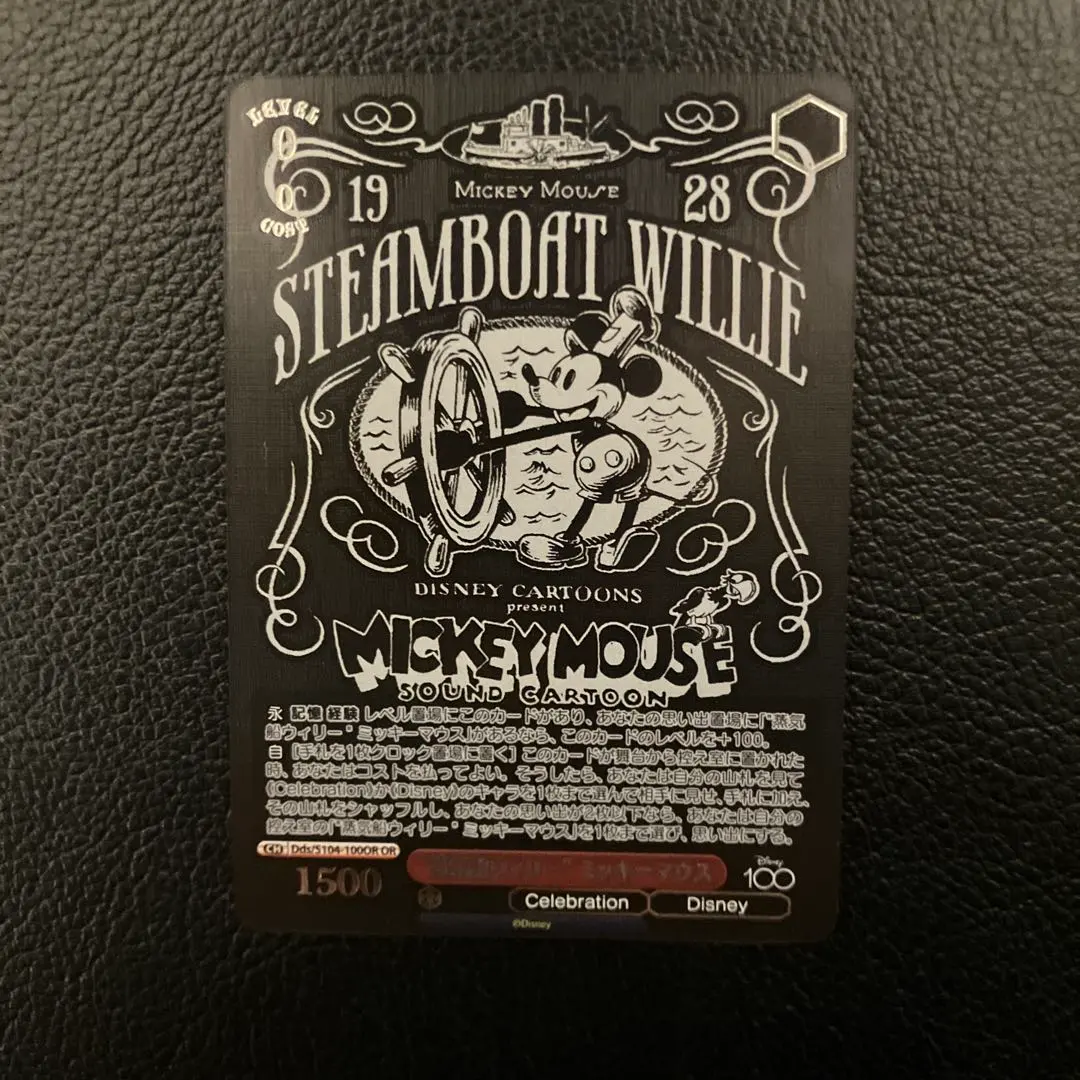 LEVEL
0
0
COST
19
MICKEY MOUSE
28
STEAMBOAT WILLIE
DISNEY CARTOONS
present
MICKEY MOUSE
SOUND CARTOON
永 記憶 経験 レベル置場にこのカードがあり、あなたの思い出置場に「“蒸気
船ウィリー”ミッキーマウス」があるなら、このカードのレベルを＋100。
自 [手札を1枚クロック置場に置く] このカードが舞台から控え室に置かれた
時、あなたはコストを払ってよい。そうしたら、あなたは自分の山札を見て
《Celebration》か《Disney》のキャラを1枚まで選んで相手に見せ、手札に加え、
その山札をシャッフルし、あなたの思い出が2枚以下なら、あなたは自分の
控え室の「“蒸気船ウィリー”ミッキーマウス」を1枚まで選び、思い出にする。
CH Dds/S104-100OR OR
1500
ミッキーマウス
Disney
100
Celebration
Disney
©Disney